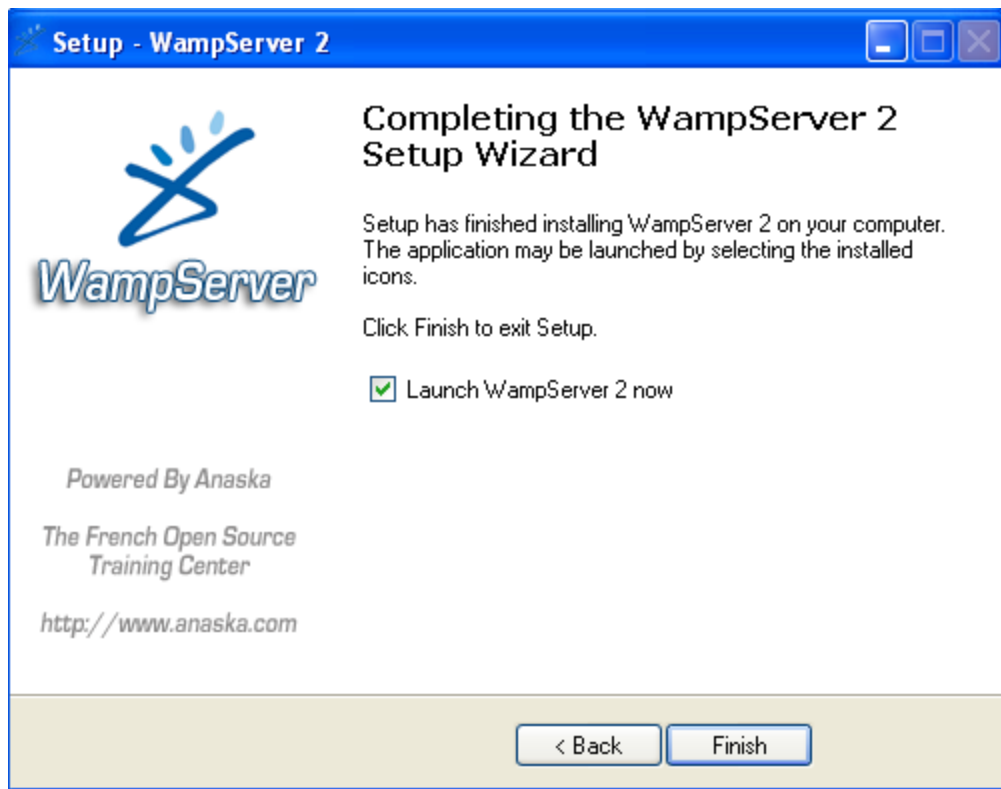 Setup - WampServer 2
WampServer
Completing the WampServer 2
Setup Wizard
Setup has finished installing WampServer 2 on your computer.
The application may be launched by selecting the installed
icons.
Click Finish to exit Setup.
Launch WampServer 2 now
Powered By Anaska
The French Open Source
Training Center
http://www.anaska.com
< Back
Finish